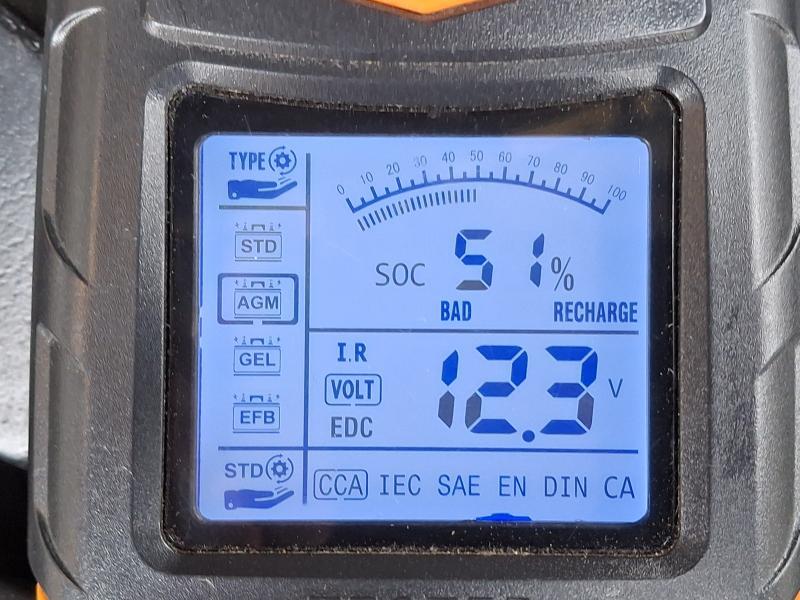 TYPE
STD
AGM
GEL
EFB
STD
0 10 20 30 40 50 60 70 80 90 100
SOC 51%
BAD RECHARGE
I.R
VOLT
EDC
12.3 V
CCA IEC SAE EN DIN CA